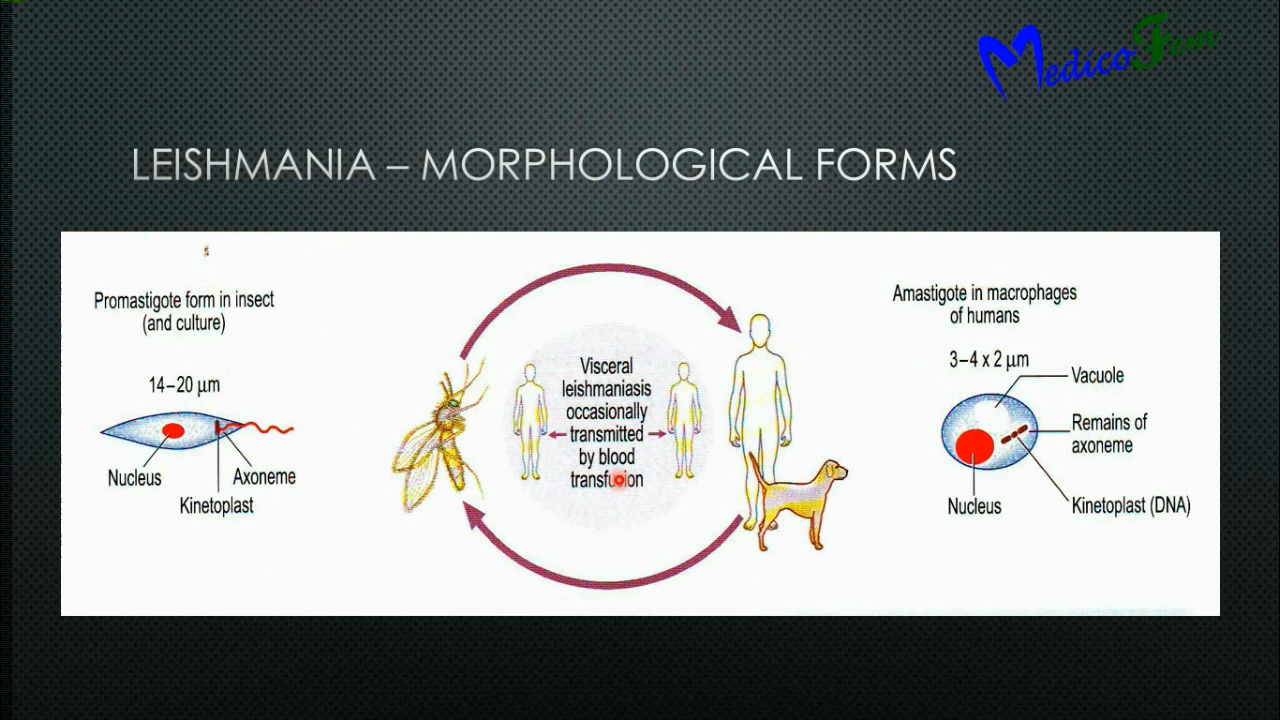 MedicoFem
LEISHMANIA – MORPHOLOGICAL FORMS
Promastigote form in insect
(and culture)
14–20 µm
Nucleus
Axoneme
Kinetoplast
Visceral
leishmaniasis
occasionally
transmitted
by blood
transfusion
Amastigote in macrophages
of humans
3–4 x 2 µm
Vacuole
Remains of
axoneme
Nucleus
Kinetoplast (DNA)